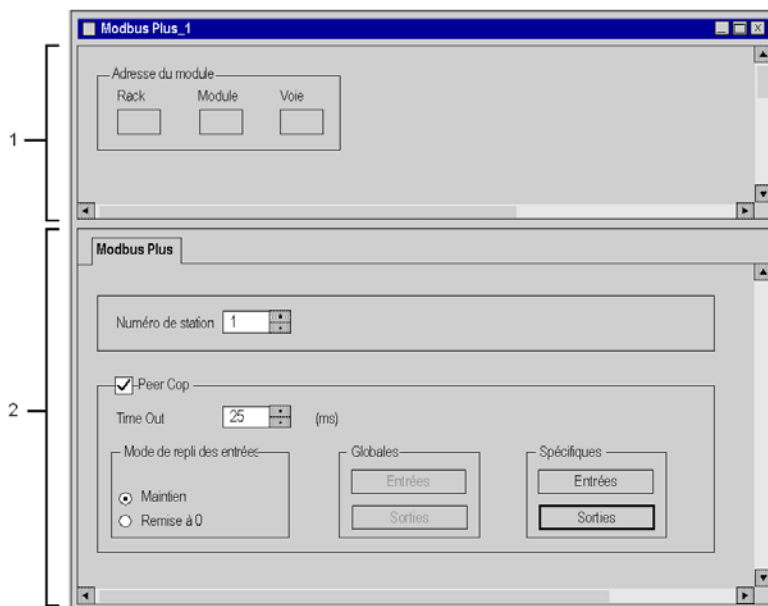 Modbus Plus_1
1
Adresse du module
Rack Module Voie
2
Modbus Plus
Numéro de station 1
Peer Cop
Time Out 25 (ms)
Mode de repli des entrées Globales Spécifiques
Entrées Entrées
Maintien
Remise à 0 Sorties Sorties